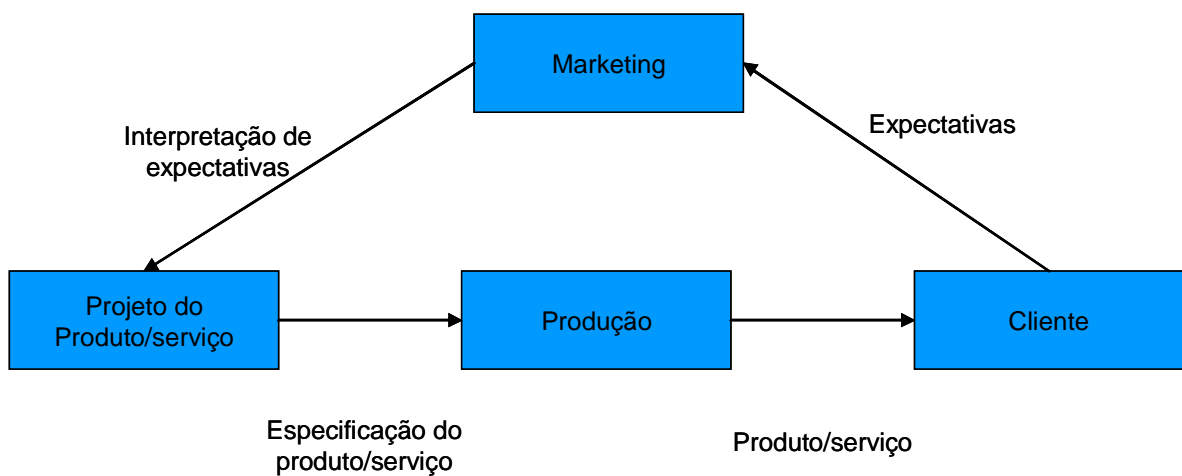 Marketing
Interpretação de
expectativas
Expectativas
Projeto do
Produto/serviço
Produção
Cliente
Especificação do
produto/serviço
Produto/serviço